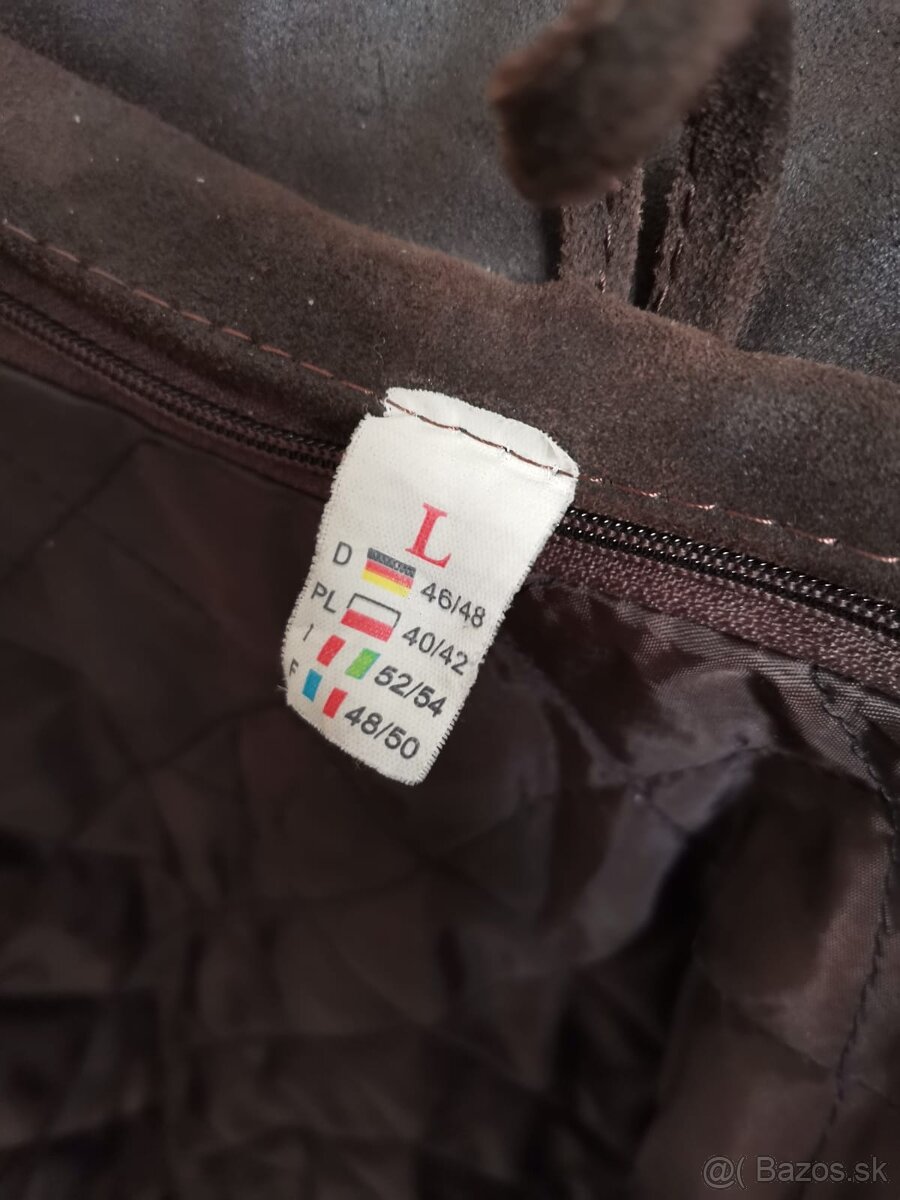 L
D 46/48
PL 40/42
I 52/54
F 48/50
@( Bazos.sk